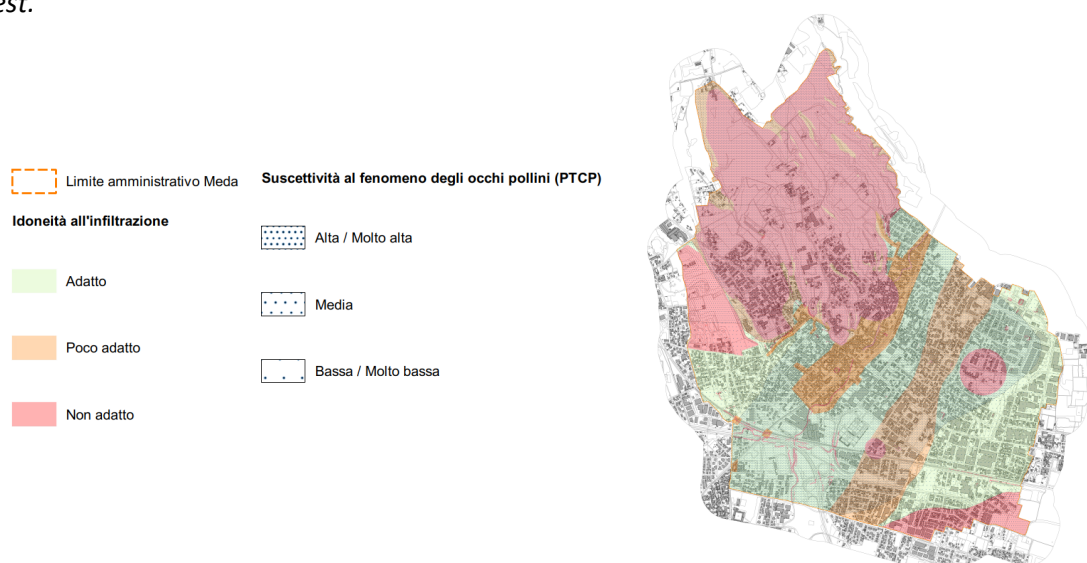 est.
Limite amministrativo Meda
Suscettività al fenomeno degli occhi pollini (PTCP)
Idoneità all'infiltrazione
Alta / Molto alta
Adatto
Media
Poco adatto
Bassa / Molto bassa
Non adatto